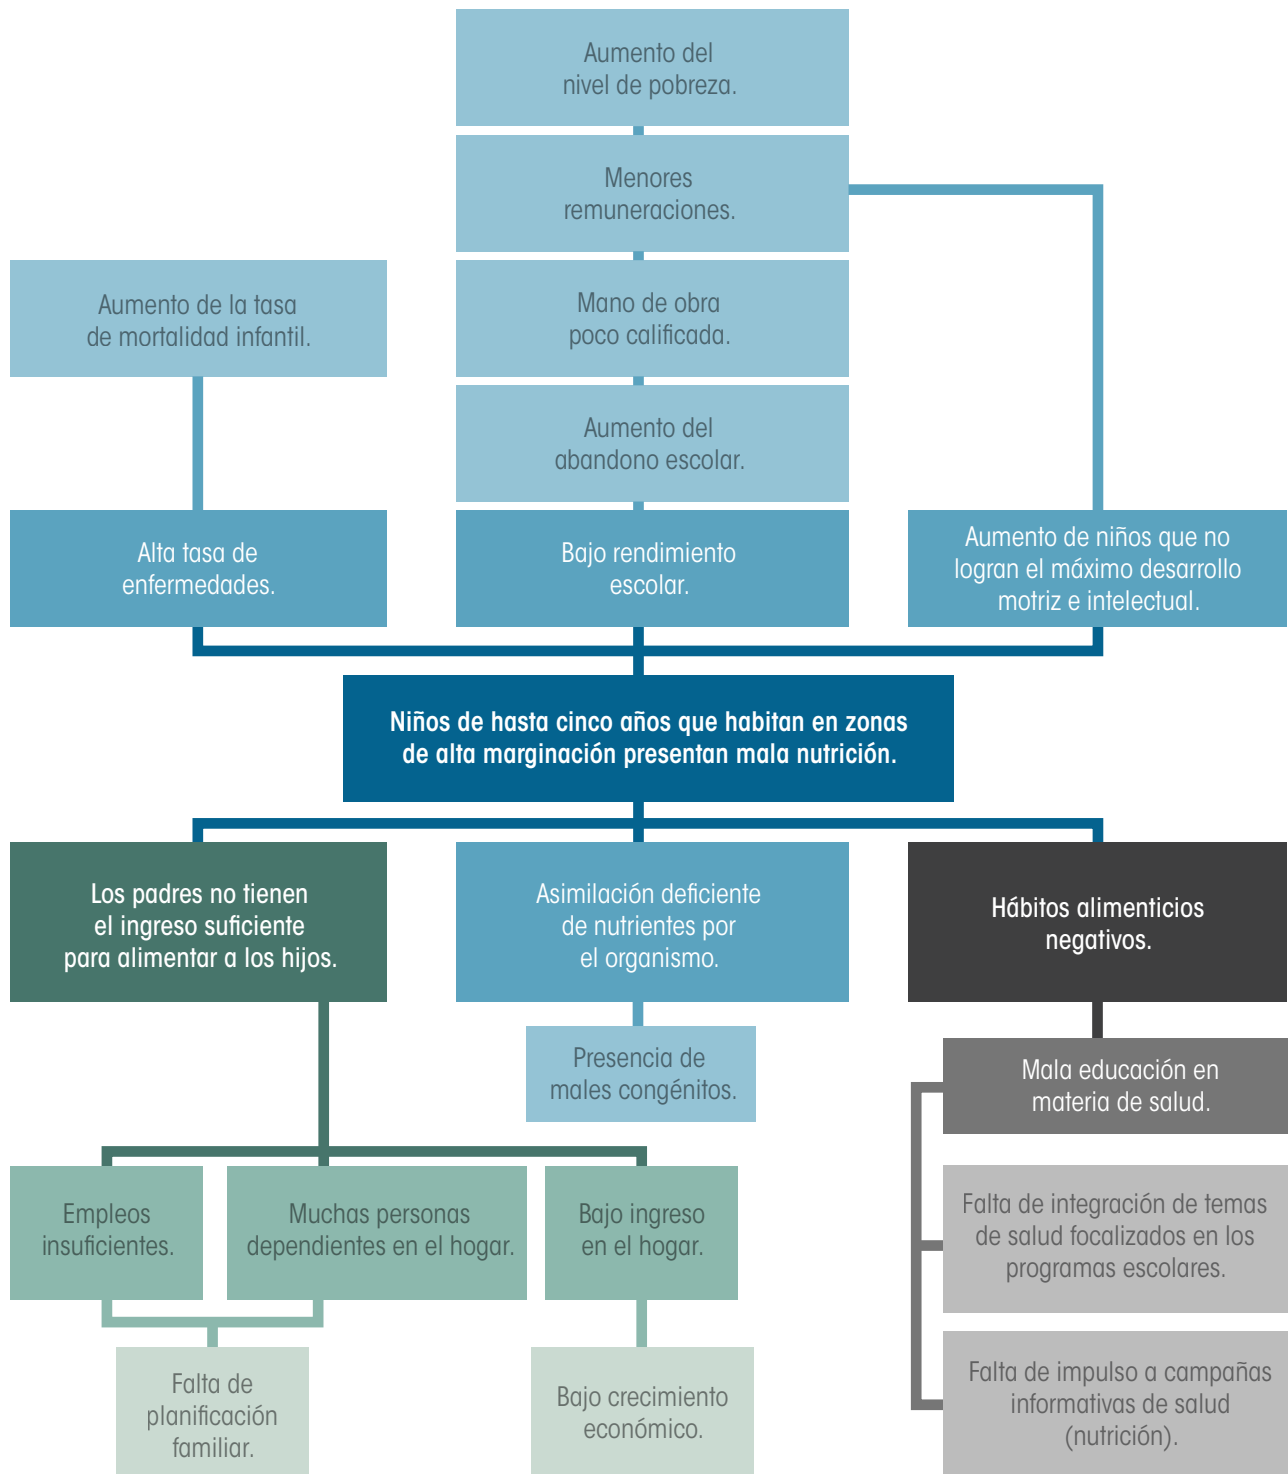 Aumento del
nivel de pobreza.
Menores
remuneraciones.
Aumento de la tasa
de mortalidad infantil.
Mano de obra
poco calificada.
Aumento del
abandono escolar.
Alta tasa de
enfermedades.
Bajo rendimiento
escolar.
Aumento de niños que no
logran el máximo desarrollo
motriz e intelectual.
Niños de hasta cinco años que habitan en zonas
de alta marginación presentan mala nutrición.
Los padres no tienen
el ingreso suficiente
para alimentar a los hijos.
Asimilación deficiente
de nutrientes por
el organismo.
Hábitos alimenticios
negativos.
Presencia de
males congénitos.
Mala educación en
materia de salud.
Empleos
insuficientes.
Muchas personas
dependientes en el hogar.
Bajo ingreso
en el hogar.
Falta de integración de temas
de salud focalizados en los
programas escolares.
Falta de
planificación
familiar.
Bajo crecimiento
económico.
Falta de impulso a campañas
informativas de salud
(nutrición).